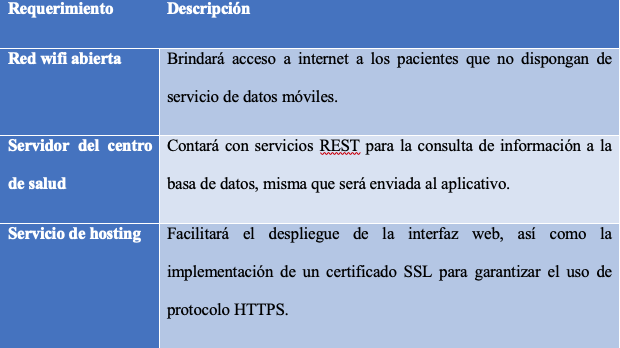 Requerimiento Descripción
Red wifi abierta Brindará acceso a internet a los pacientes que no dispongan de
servicio de datos móviles.
Servidor del centro Contará con servicios REST para la consulta de información a la
de salud base de datos, misma que será enviada al aplicativo.
Servicio de hosting Facilitará el despliegue de la interfaz web, así como la
implementación de un certificado SSL para garantizar el uso de
protocolo HTTPS.